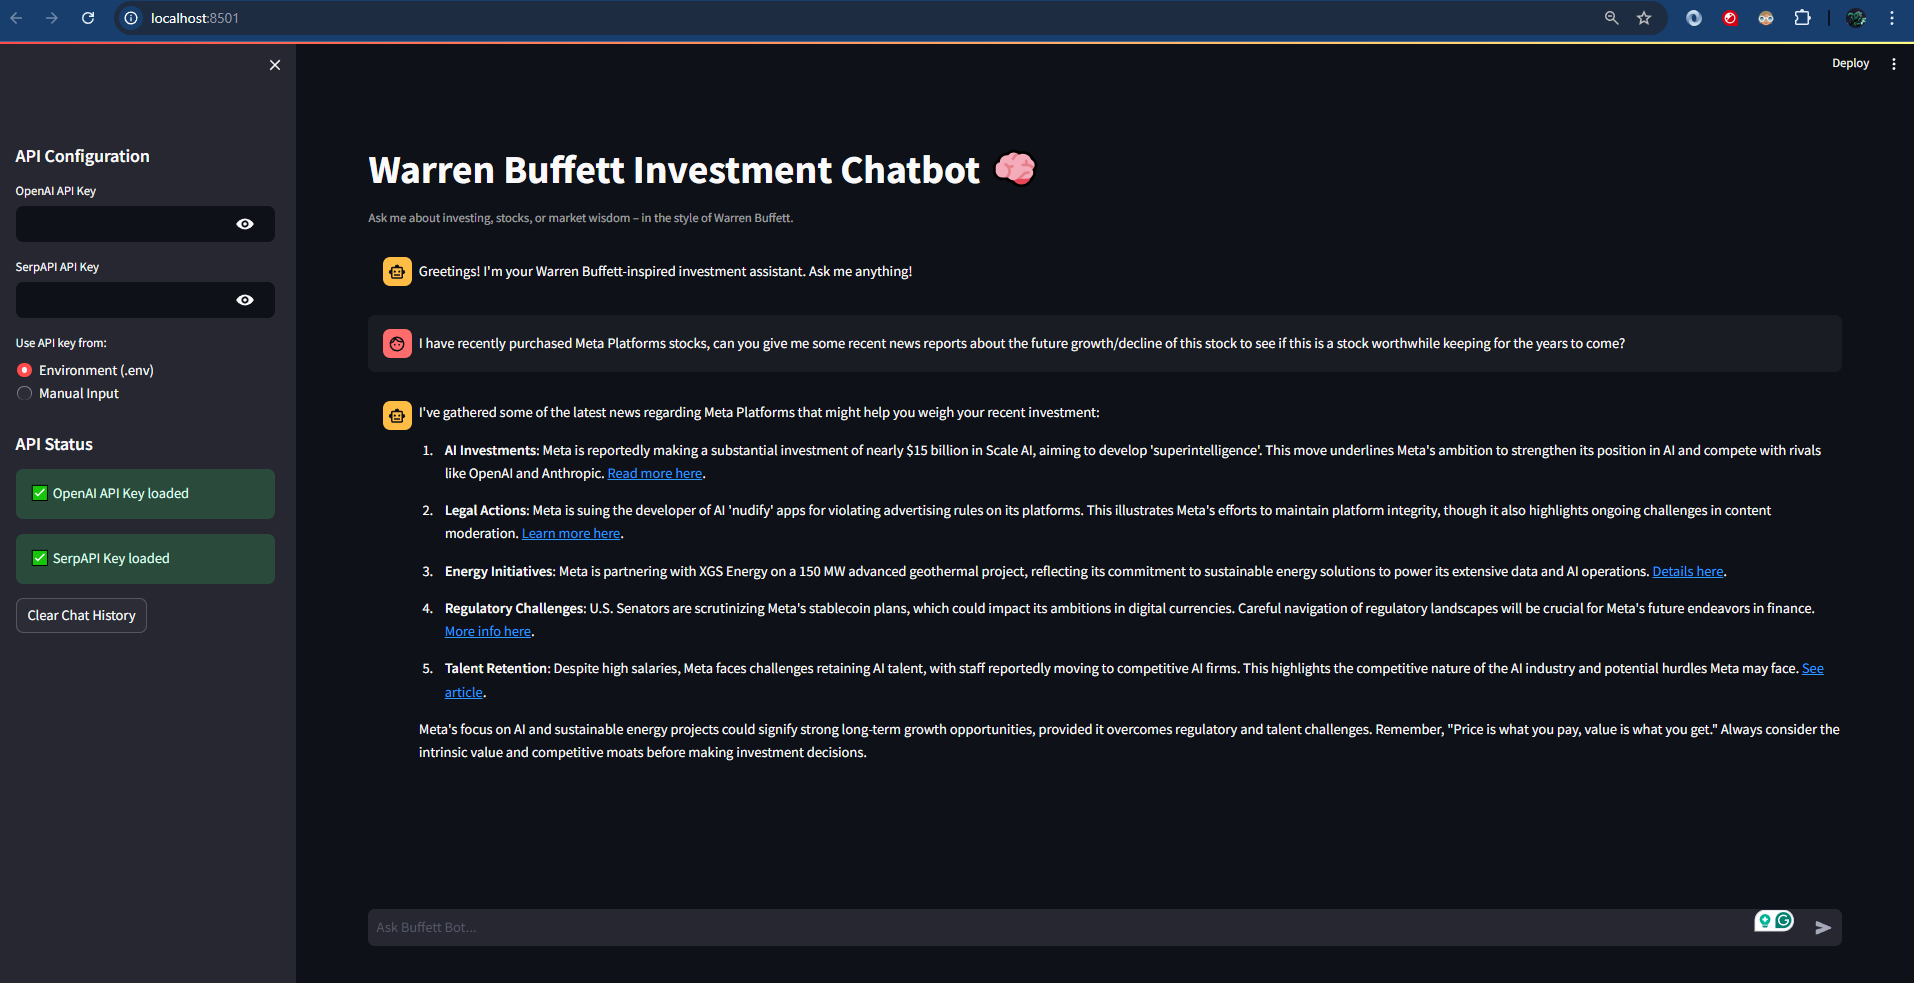 localhost:8501
Deploy
API Configuration
OpenAI API Key
SerpAPI API Key
Use API key from:
Environment (.env)
Manual Input
API Status
✅ OpenAI API Key loaded
✅ SerpAPI Key loaded
Clear Chat History
Warren Buffett Investment Chatbot 🧠
Ask me about investing, stocks, or market wisdom – in the style of Warren Buffett.
Greetings! I'm your Warren Buffett-inspired investment assistant. Ask me anything!
I have recently purchased Meta Platforms stocks, can you give me some recent news reports about the future growth/decline of this stock to see if this is a stock worthwhile keeping for the years to come?
I've gathered some of the latest news regarding Meta Platforms that might help you weigh your recent investment:
1. AI Investments: Meta is reportedly making a substantial investment of nearly $15 billion in Scale AI, aiming to develop 'superintelligence'. This move underlines Meta's ambition to strengthen its position in AI and compete with rivals
like OpenAI and Anthropic. Read more here.
2. Legal Actions: Meta is suing the developer of AI 'nudify' apps for violating advertising rules on its platforms. This illustrates Meta's efforts to maintain platform integrity, though it also highlights ongoing challenges in content
moderation. Learn more here.
3. Energy Initiatives: Meta is partnering with XGS Energy on a 150 MW advanced geothermal project, reflecting its commitment to sustainable energy solutions to power its extensive data and AI operations. Details here.
4. Regulatory Challenges: U.S. Senators are scrutinizing Meta's stablecoin plans, which could impact its ambitions in digital currencies. Careful navigation of regulatory landscapes will be crucial for Meta's future endeavors in finance.
More info here.
5. Talent Retention: Despite high salaries, Meta faces challenges retaining AI talent, with staff reportedly moving to competitive AI firms. This highlights the competitive nature of the AI industry and potential hurdles Meta may face. See
article.
Meta's focus on AI and sustainable energy projects could signify strong long-term growth opportunities, provided it overcomes regulatory and talent challenges. Remember, "Price is what you pay, value is what you get." Always consider the
intrinsic value and competitive moats before making investment decisions.
Ask Buffett Bot...